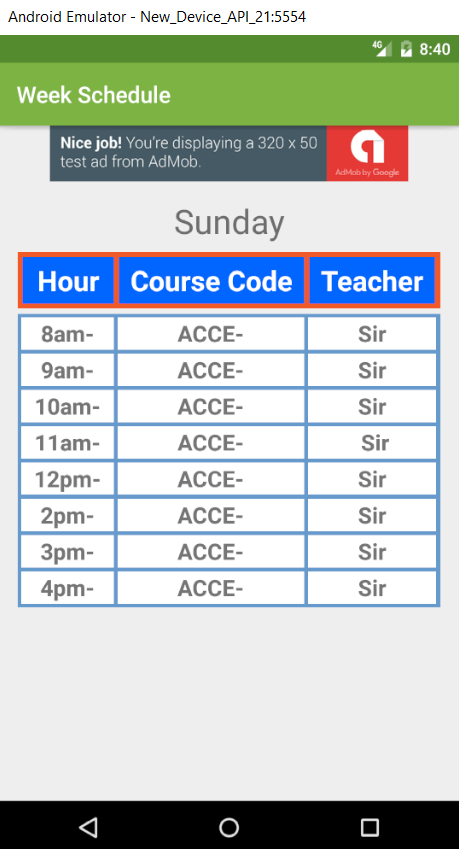 Android Emulator - New_Device_API_21:5554
4G 8:40
Week Schedule
Nice job! You're displaying a 320 x 50
test ad from AdMob.
AdMob by Google
Sunday
Hour Course Code Teacher
8am- ACCE- Sir
9am- ACCE- Sir
10am- ACCE- Sir
11am- ACCE- Sir
12pm- ACCE- Sir
2pm- ACCE- Sir
3pm- ACCE- Sir
4pm- ACCE- Sir